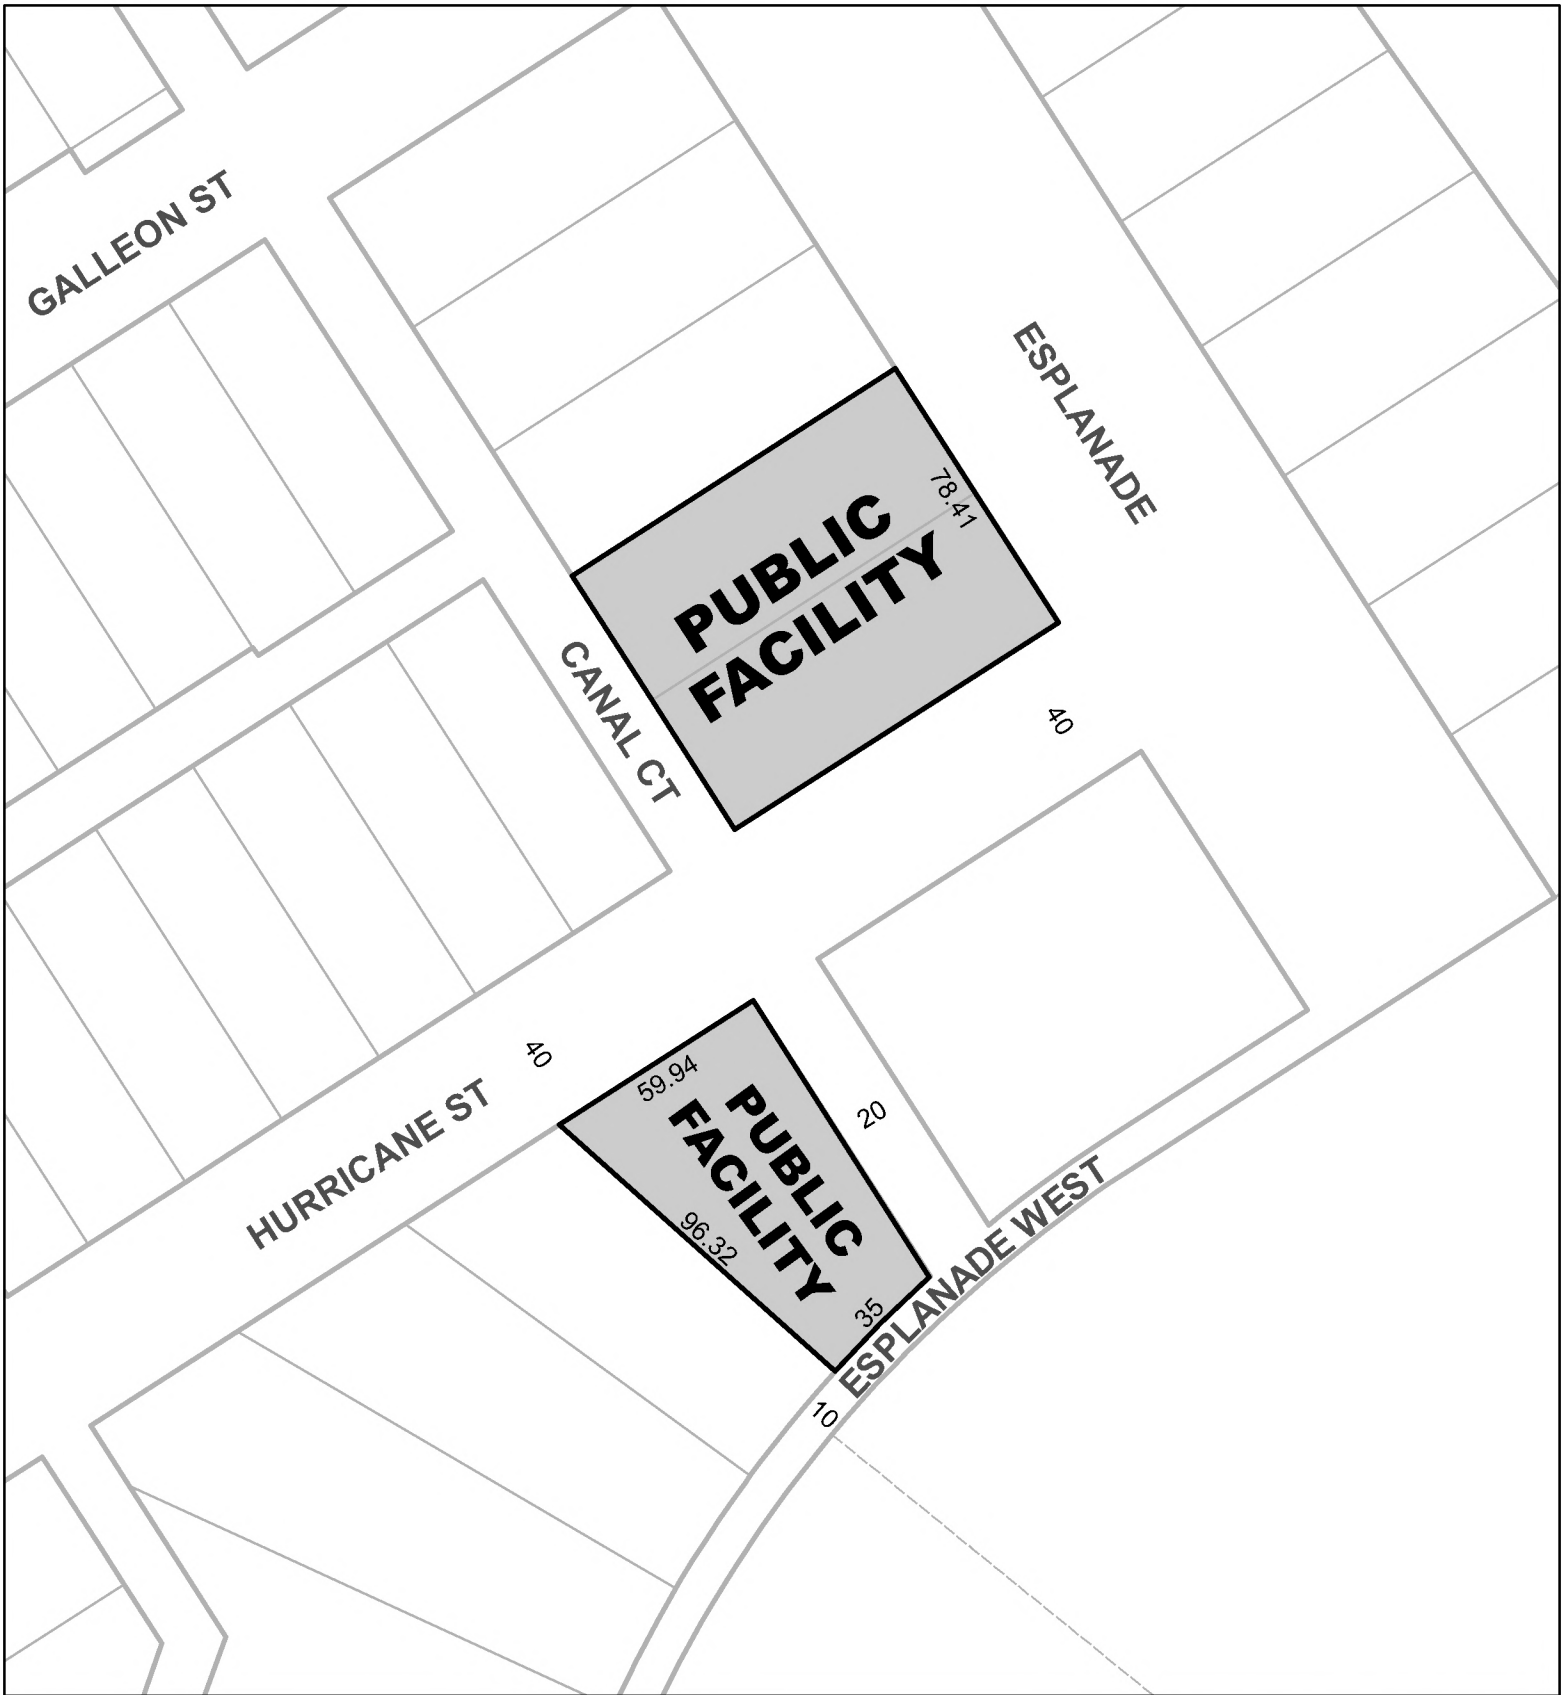 GALLEON ST
ESPLANADE
78.41
PUBLIC
FACILITY
CANAL CT
40
40
59.94
PUBLIC
FACILITY
20
HURRICANE ST
96.32
35
ESPLANADE WEST
10